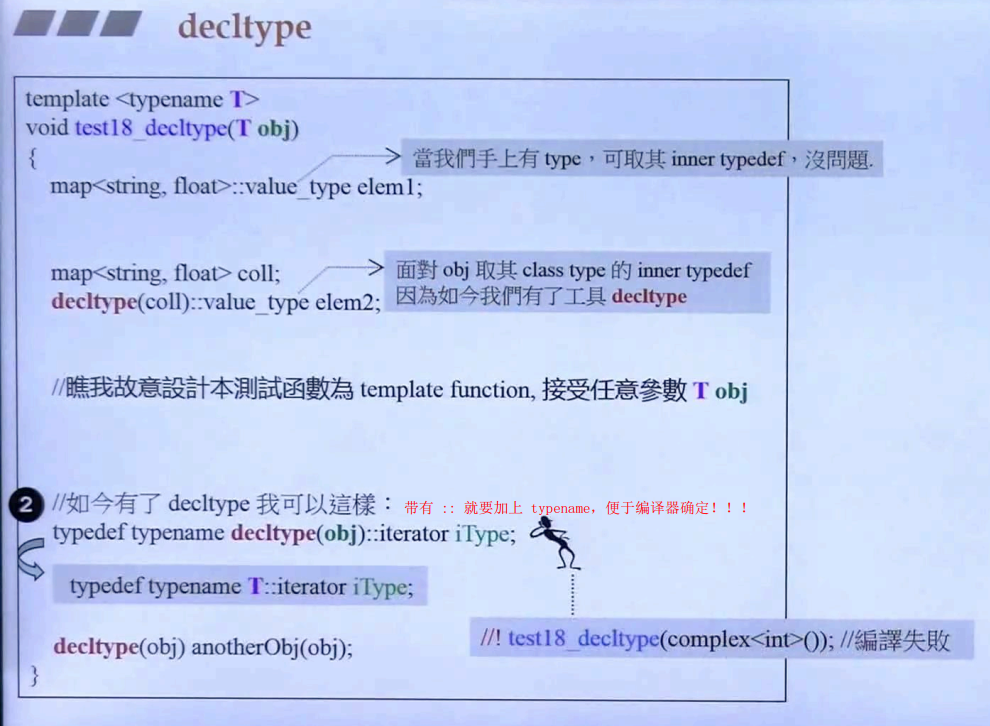 decltype
template <typename T>
void test18_decltype(T obj)
{
當我們手上有 type，可取其 inner typedef，沒問題.
map<string, float>::value_type elem1;
map<string, float> coll;
decltype(coll)::value_type elem2;
面對 obj 取其 class type 的 inner typedef
因為如今我們有了工具 decltype
//瞧我故意設計本測試函數為 template function, 接受任意參數 T obj
2 //如今有了 decltype 我可以這樣：
带有 :: 就要加上 typename，便于编译器确定！！！
typedef typename decltype(obj)::iterator iType;
typedef typename T::iterator iType;
decltype(obj) anotherObj(obj);
//! test18_decltype(complex<int>()); //編譯失敗
}